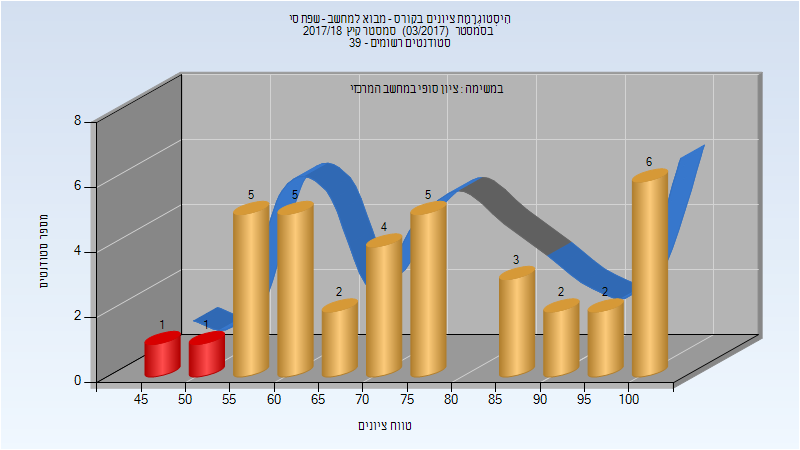 היסטוגרמת ציונים בקורס - מבוא למחשב - שפת סי
בסמסטר (03/2017) סמסטר קיץ 2017/18
סטודנטים רשומים - 39
במשימה : ציון סופי במחשב המרכזי
מספר סטודנטים
8
6
4
2
0
1
1
5
5
2
4
5
3
2
2
6
45 50 55 60 65 70 75 80 85 90 95 100
טווח ציונים